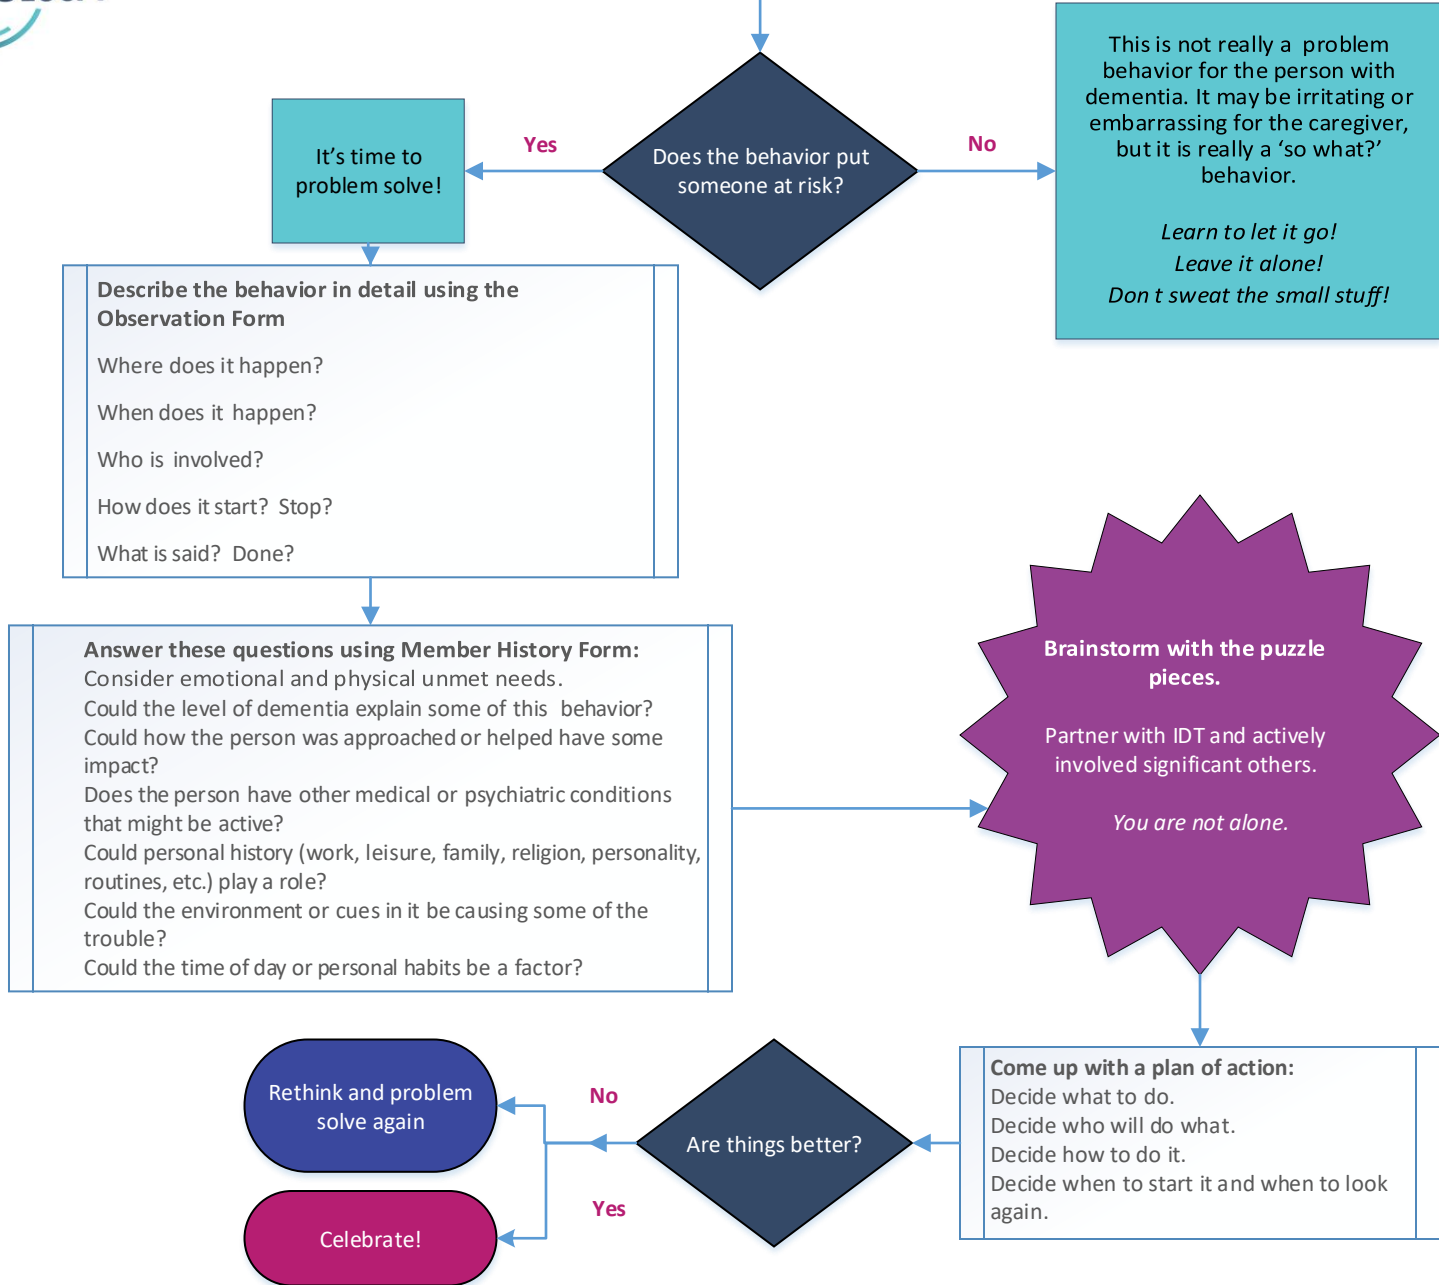 This is not really a problem
behavior for the person with
dementia. It may be irritating or
embarrassing for the caregiver,
but it is really a ‘so what?’
behavior.
Learn to let it go!
Leave it alone!
Don t sweat the small stuff!
Does the behavior put
someone at risk?
Yes
No
It’s time to
problem solve!
Describe the behavior in detail using the
Observation Form
Where does it happen?
When does it happen?
Who is involved?
How does it start? Stop?
What is said? Done?
Answer these questions using Member History Form:
Consider emotional and physical unmet needs.
Could the level of dementia explain some of this behavior?
Could how the person was approached or helped have some
impact?
Does the person have other medical or psychiatric conditions
that might be active?
Could personal history (work, leisure, family, religion, personality,
routines, etc.) play a role?
Could the environment or cues in it be causing some of the
trouble?
Could the time of day or personal habits be a factor?
Brainstorm with the puzzle
pieces.
Partner with IDT and actively
involved significant others.
You are not alone.
Come up with a plan of action:
Decide what to do.
Decide who will do what.
Decide how to do it.
Decide when to start it and when to look
again.
Are things better?
No
Yes
Rethink and problem
solve again
Celebrate!